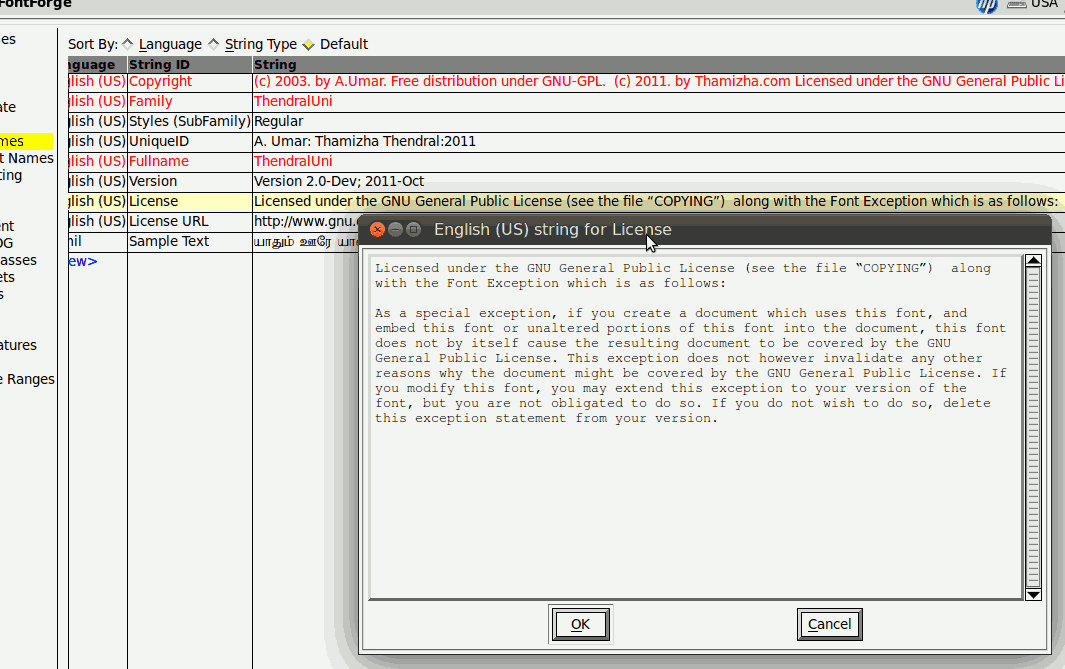 FontForge
USA
es
ate
mes
t Names
ting
ent
OG
asses
ets
s
atures
e Ranges
Sort By: Language String Type Default
guage String ID String
glish (US) Copyright (c) 2003. by A.Umar. Free distribution under GNU-GPL.  (c) 2011. by Thamizha.com Licensed under the GNU General Public Li
glish (US) Family ThendralUni
glish (US) Styles (SubFamily) Regular
glish (US) UniqueID A. Umar: Thamizha Thendral:2011
glish (US) Fullname ThendralUni
glish (US) Version Version 2.0-Dev; 2011-Oct
glish (US) License Licensed under the GNU General Public License (see the file “COPYING”)  along with the Font Exception which is as follows:
glish (US) License URL http://www.gnu.
mil Sample Text யாதும் ஊரே யா
ew>
English (US) string for License
Licensed under the GNU General Public License (see the file “COPYING”)  along
with the Font Exception which is as follows:
As a special exception, if you create a document which uses this font, and
embed this font or unaltered portions of this font into the document, this font
does not by itself cause the resulting document to be covered by the GNU
General Public License. This exception does not however invalidate any other
reasons why the document might be covered by the GNU General Public License. If
you modify this font, you may extend this exception to your version of the
font, but you are not obligated to do so. If you do not wish to do so, delete
this exception statement from your version.
OK Cancel